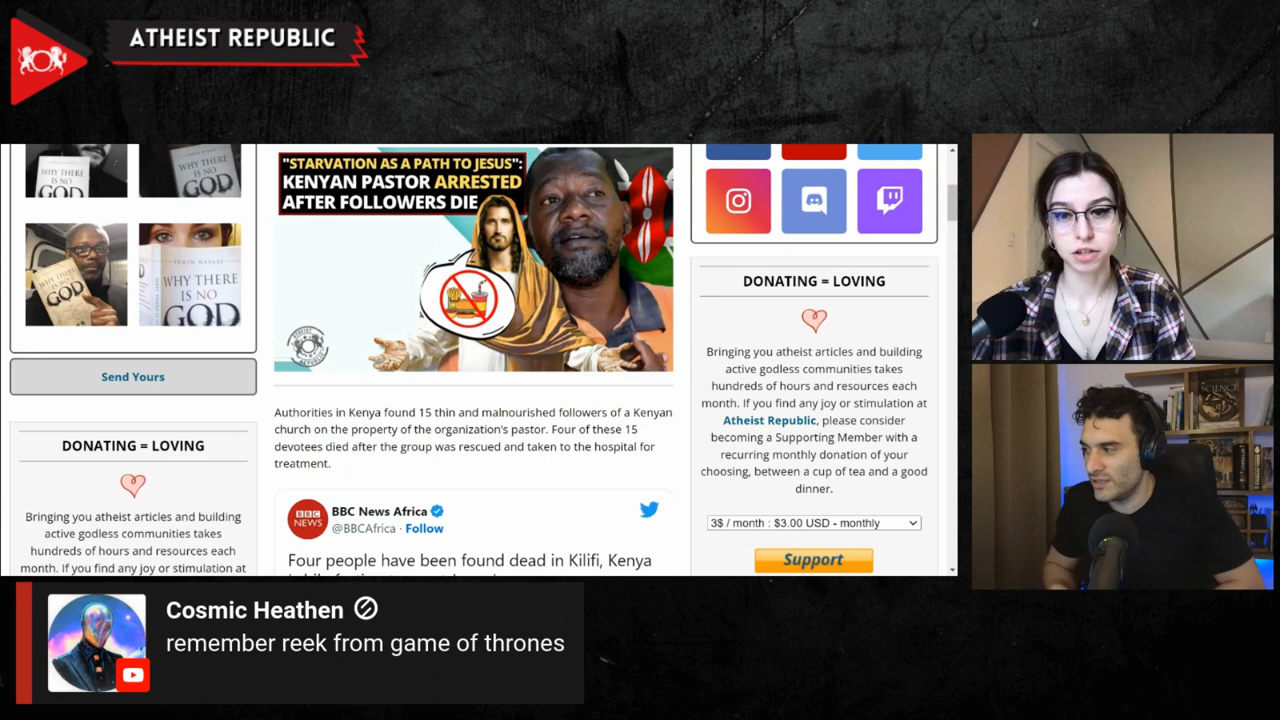 ATHEIST REPUBLIC
WHY THERE
IS NO
GOD
WHY THERE
IS NO
GOD
WHY THERE
IS NO
GOD
WHY THERE
IS NO
GOD
Send Yours
DONATING = LOVING
Bringing you atheist articles and building
active godless communities takes
hundreds of hours and resources each
month. If you find any joy or stimulation at
"STARVATION AS A PATH TO JESUS":
KENYAN PASTOR ARRESTED
AFTER FOLLOWERS DIE
ATHEIST
REPUBLIC
Authorities in Kenya found 15 thin and malnourished followers of a Kenyan
church on the property of the organization's pastor. Four of these 15
devotees died after the group was rescued and taken to the hospital for
treatment.
BBC
NEWS
BBC News Africa
@BBCAfrica · Follow
Four people have been found dead in Kilifi, Kenya
DONATING = LOVING
Bringing you atheist articles and building
active godless communities takes
hundreds of hours and resources each
month. If you find any joy or stimulation at
Atheist Republic, please consider
becoming a Supporting Member with a
recurring monthly donation of your
choosing, between a cup of tea and a good
dinner.
3$ / month : $3.00 USD - monthly
Support
SCIENCE
Cosmic Heathen
remember reek from game of thrones